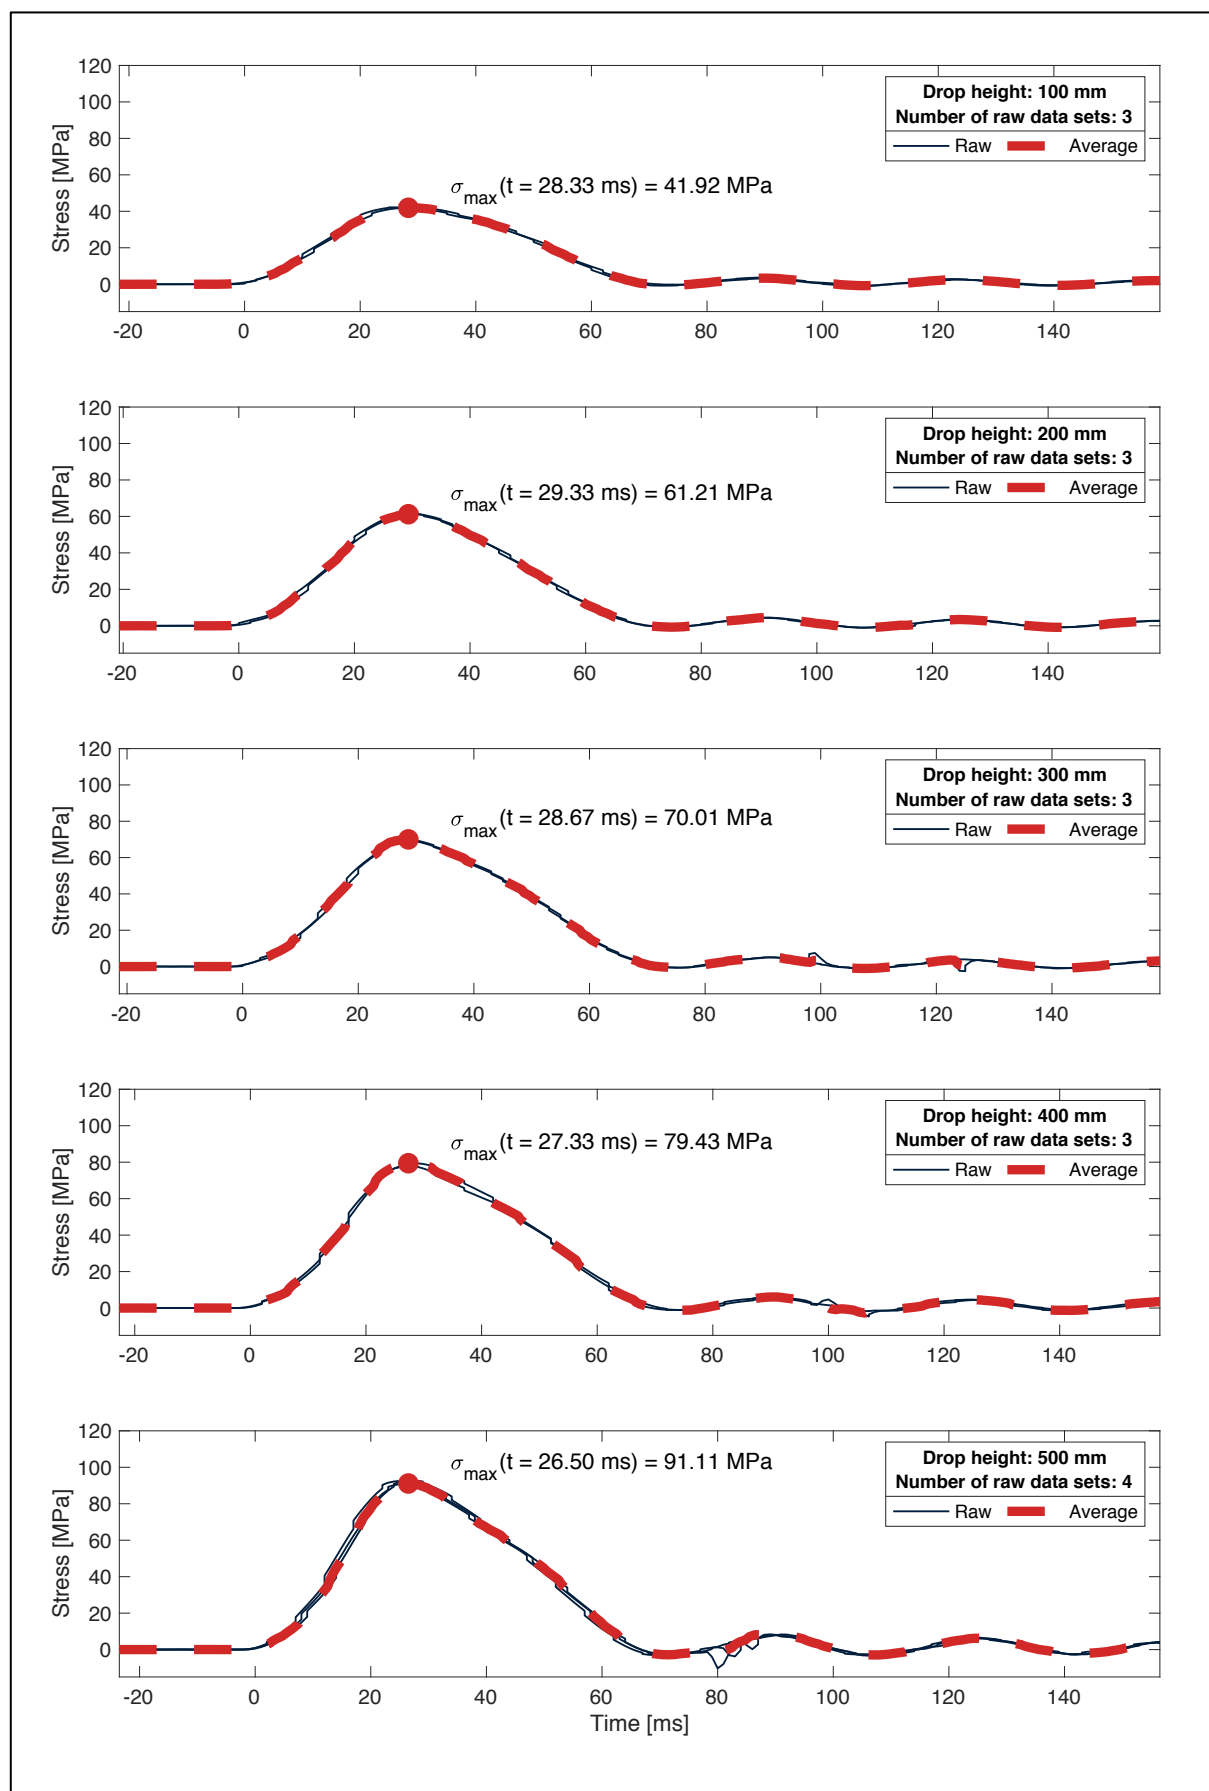 120
100
80
60
40
20
0
Stress [MPa]
Drop height: 100 mm
Number of raw data sets: 3
Raw Average
σmax(t = 28.33 ms) = 41.92 MPa
-20 0 20 40 60 80 100 120 140
120
100
80
60
40
20
0
Stress [MPa]
Drop height: 200 mm
Number of raw data sets: 3
Raw Average
σmax(t = 29.33 ms) = 61.21 MPa
-20 0 20 40 60 80 100 120 140
120
100
80
60
40
20
0
Stress [MPa]
Drop height: 300 mm
Number of raw data sets: 3
Raw Average
σmax(t = 28.67 ms) = 70.01 MPa
-20 0 20 40 60 80 100 120 140
120
100
80
60
40
20
0
Stress [MPa]
Drop height: 400 mm
Number of raw data sets: 3
Raw Average
σmax(t = 27.33 ms) = 79.43 MPa
-20 0 20 40 60 80 100 120 140
120
100
80
60
40
20
0
Stress [MPa]
Drop height: 500 mm
Number of raw data sets: 4
Raw Average
σmax(t = 26.50 ms) = 91.11 MPa
-20 0 20 40 60 80 100 120 140
Time [ms]